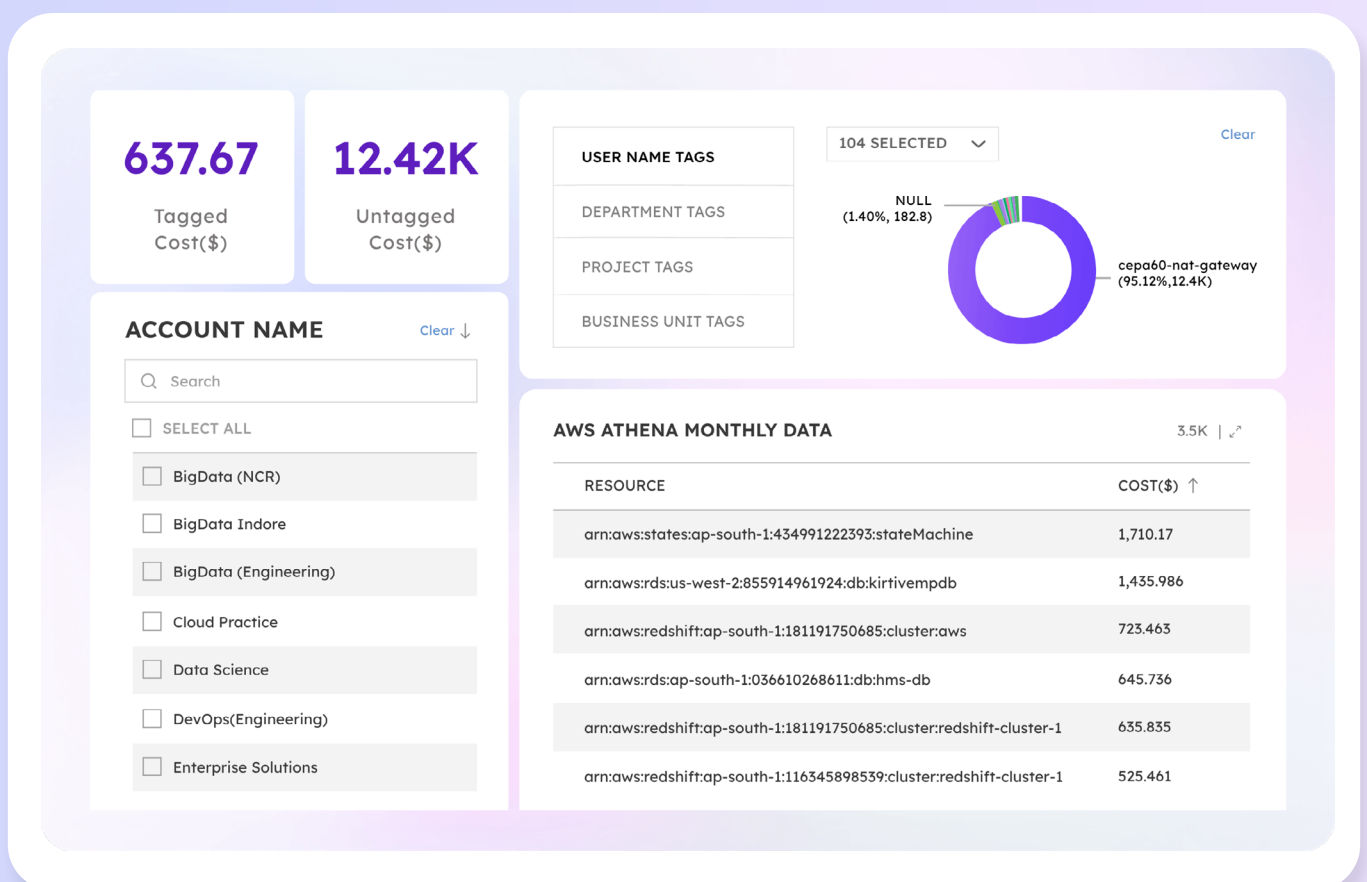 637.67
Tagged
Cost($)
12.42K
Untagged
Cost($)
ACCOUNT NAME
Clear ↓
Search
SELECT ALL
BigData (NCR)
BigData Indore
BigData (Engineering)
Cloud Practice
Data Science
DevOps(Engineering)
Enterprise Solutions
USER NAME TAGS
DEPARTMENT TAGS
PROJECT TAGS
BUSINESS UNIT TAGS
104 SELECTED
Clear
NULL
(1.40%, 182.8)
cepa60-nat-gateway
(95.12%,12.4K)
AWS ATHENA MONTHLY DATA
3.5K |
RESOURCE COST($) ↑
arn:aws:states:ap-south-1:434991222393:stateMachine 1,710.17
arn:aws:rds:us-west-2:855914961924:db:kirtivempdb 1,435.986
arn:aws:redshift:ap-south-1:181191750685:cluster:aws 723.463
arn:aws:rds:ap-south-1:036610268611:db:hms-db 645.736
arn:aws:redshift:ap-south-1:181191750685:cluster:redshift-cluster-1 635.835
arn:aws:redshift:ap-south-1:116345898539:cluster:redshift-cluster-1 525.461